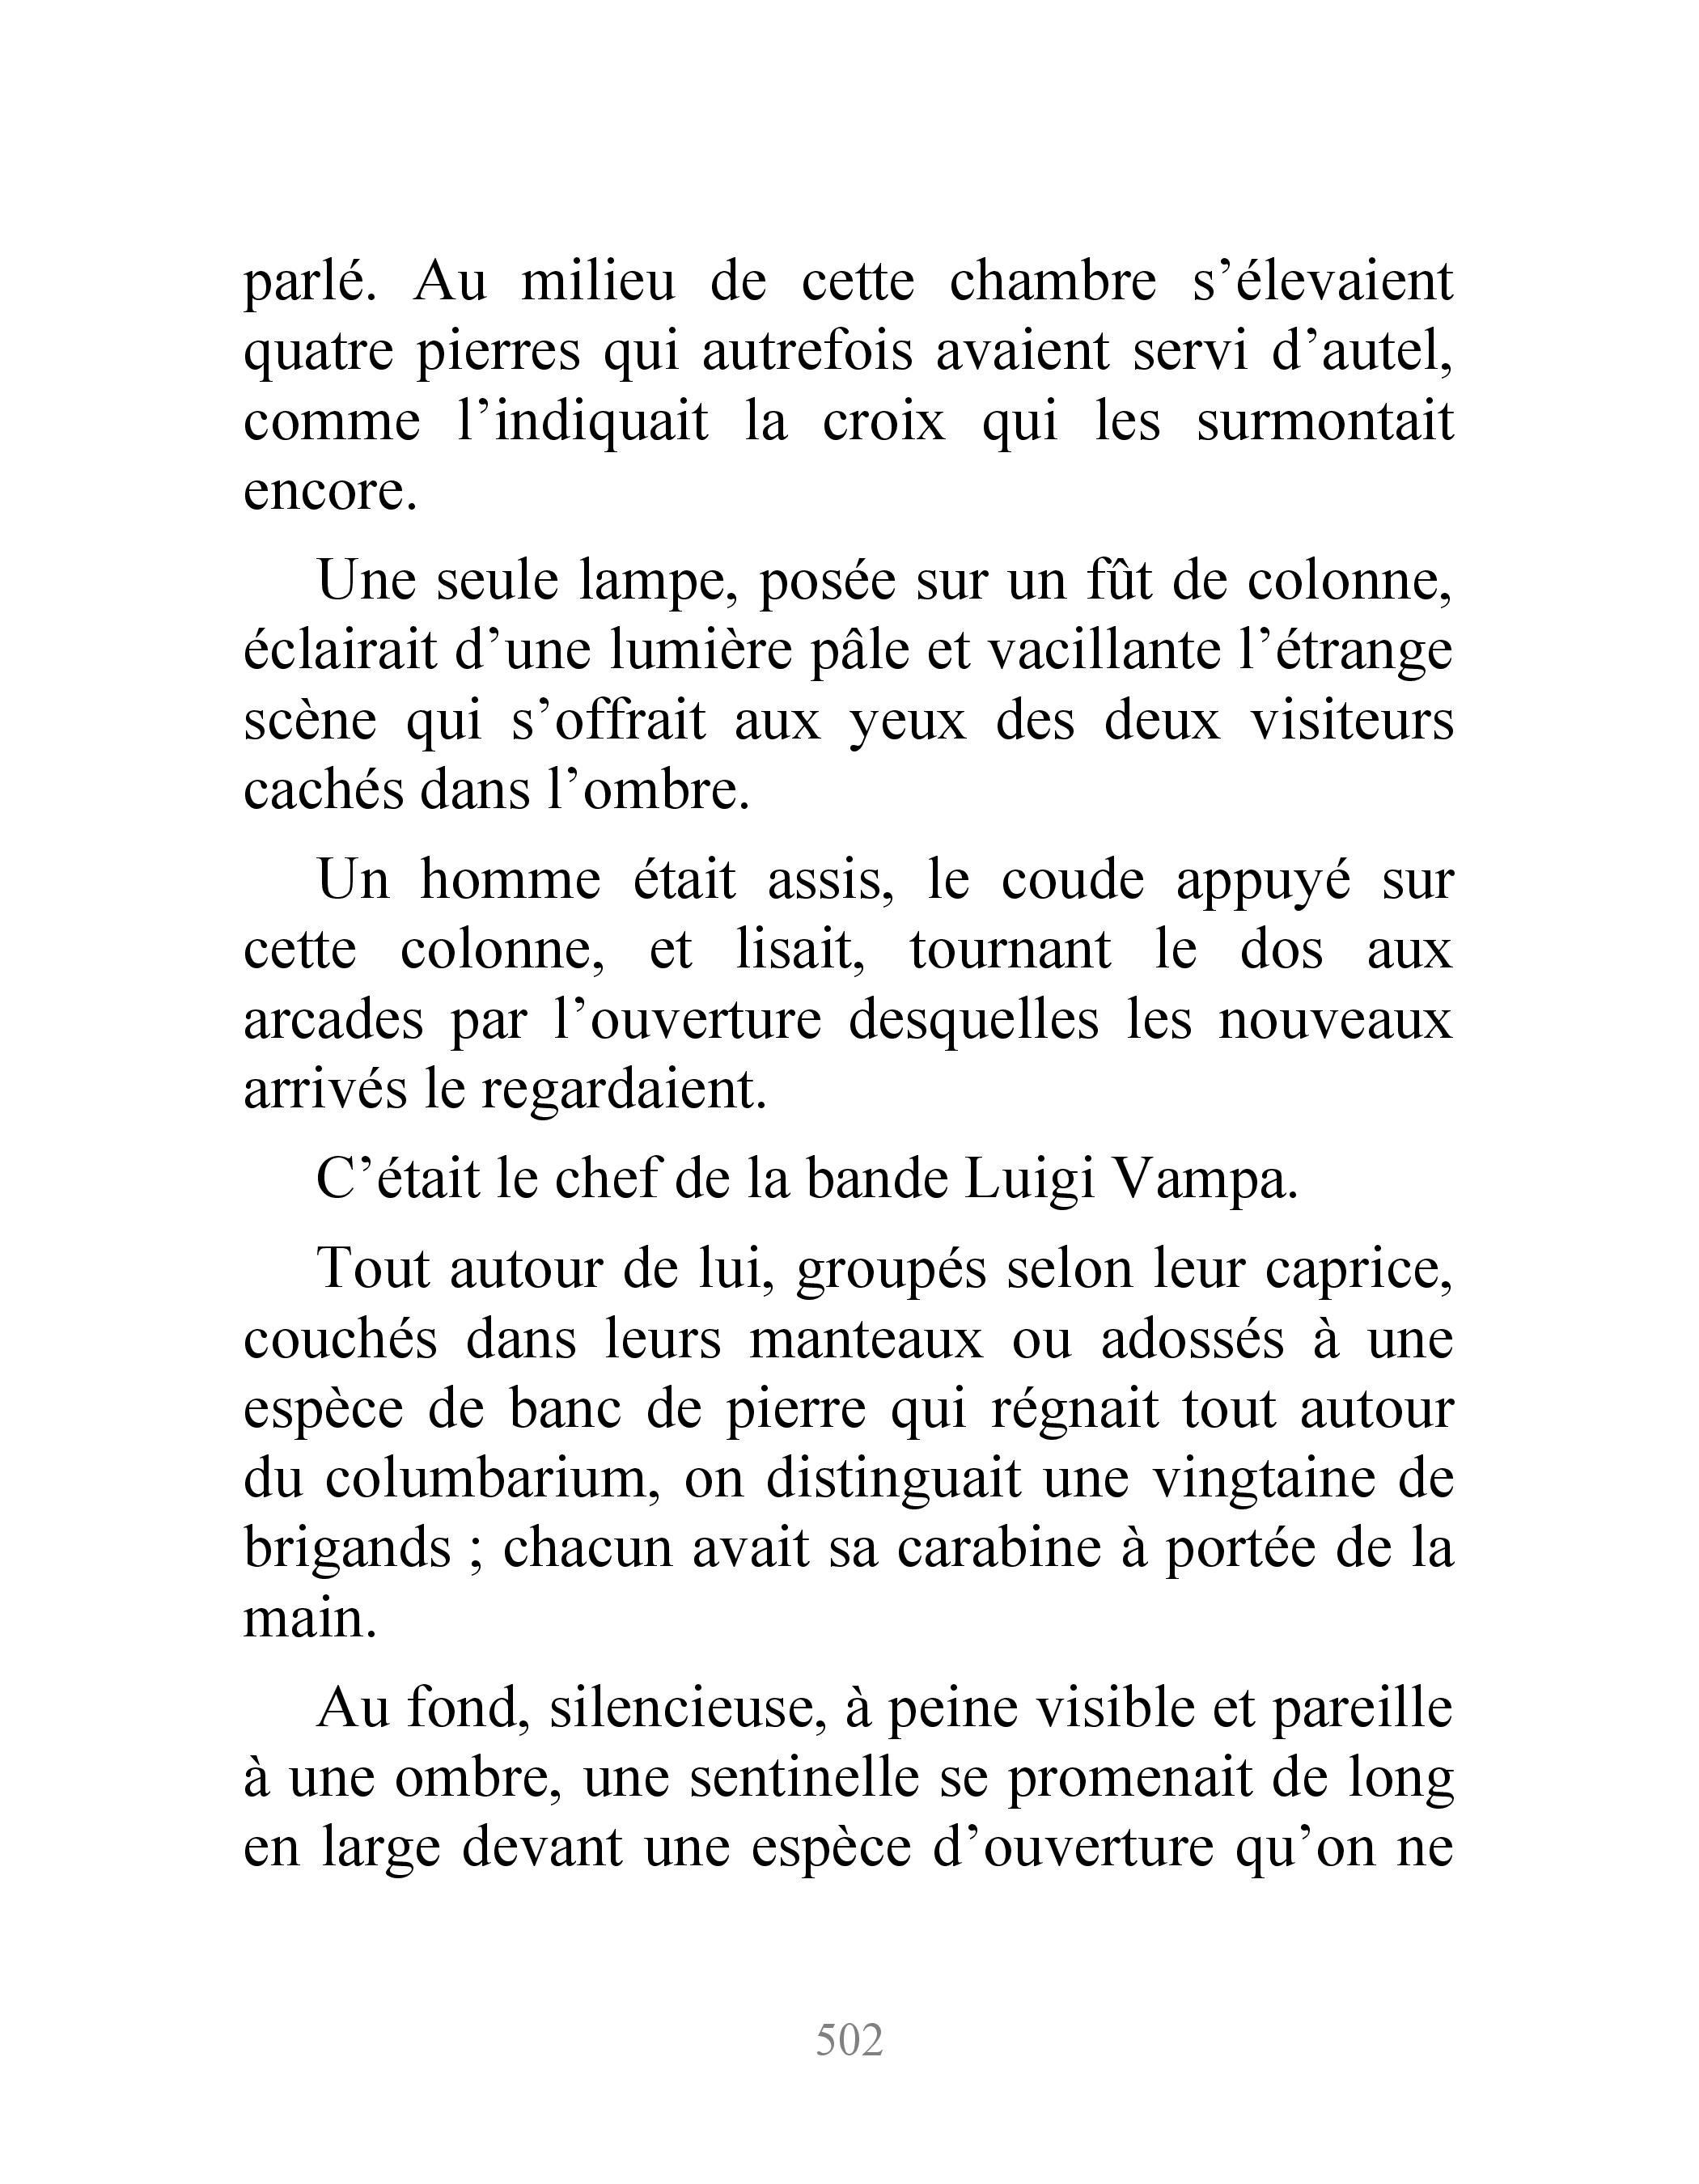 parlé. Au milieu de cette chambre s’élevaient
quatre pierres qui autrefois avaient servi d’autel,
comme l’indiquait la croix qui les surmontait
encore.
Une seule lampe, posée sur un fût de colonne,
éclairait d’une lumière pâle et vacillante l’étrange
scène qui s’offrait aux yeux des deux visiteurs
cachés dans l’ombre.
Un homme était assis, le coude appuyé sur
cette colonne, et lisait, tournant le dos aux
arcades par l’ouverture desquelles les nouveaux
arrivés le regardaient.
C’était le chef de la bande Luigi Vampa.
Tout autour de lui, groupés selon leur caprice,
couchés dans leurs manteaux ou adossés à une
espèce de banc de pierre qui régnait tout autour
du columbarium, on distinguait une vingtaine de
brigands ; chacun avait sa carabine à portée de la
main.
Au fond, silencieuse, à peine visible et pareille
à une ombre, une sentinelle se promenait de long
en large devant une espèce d’ouverture qu’on ne
502